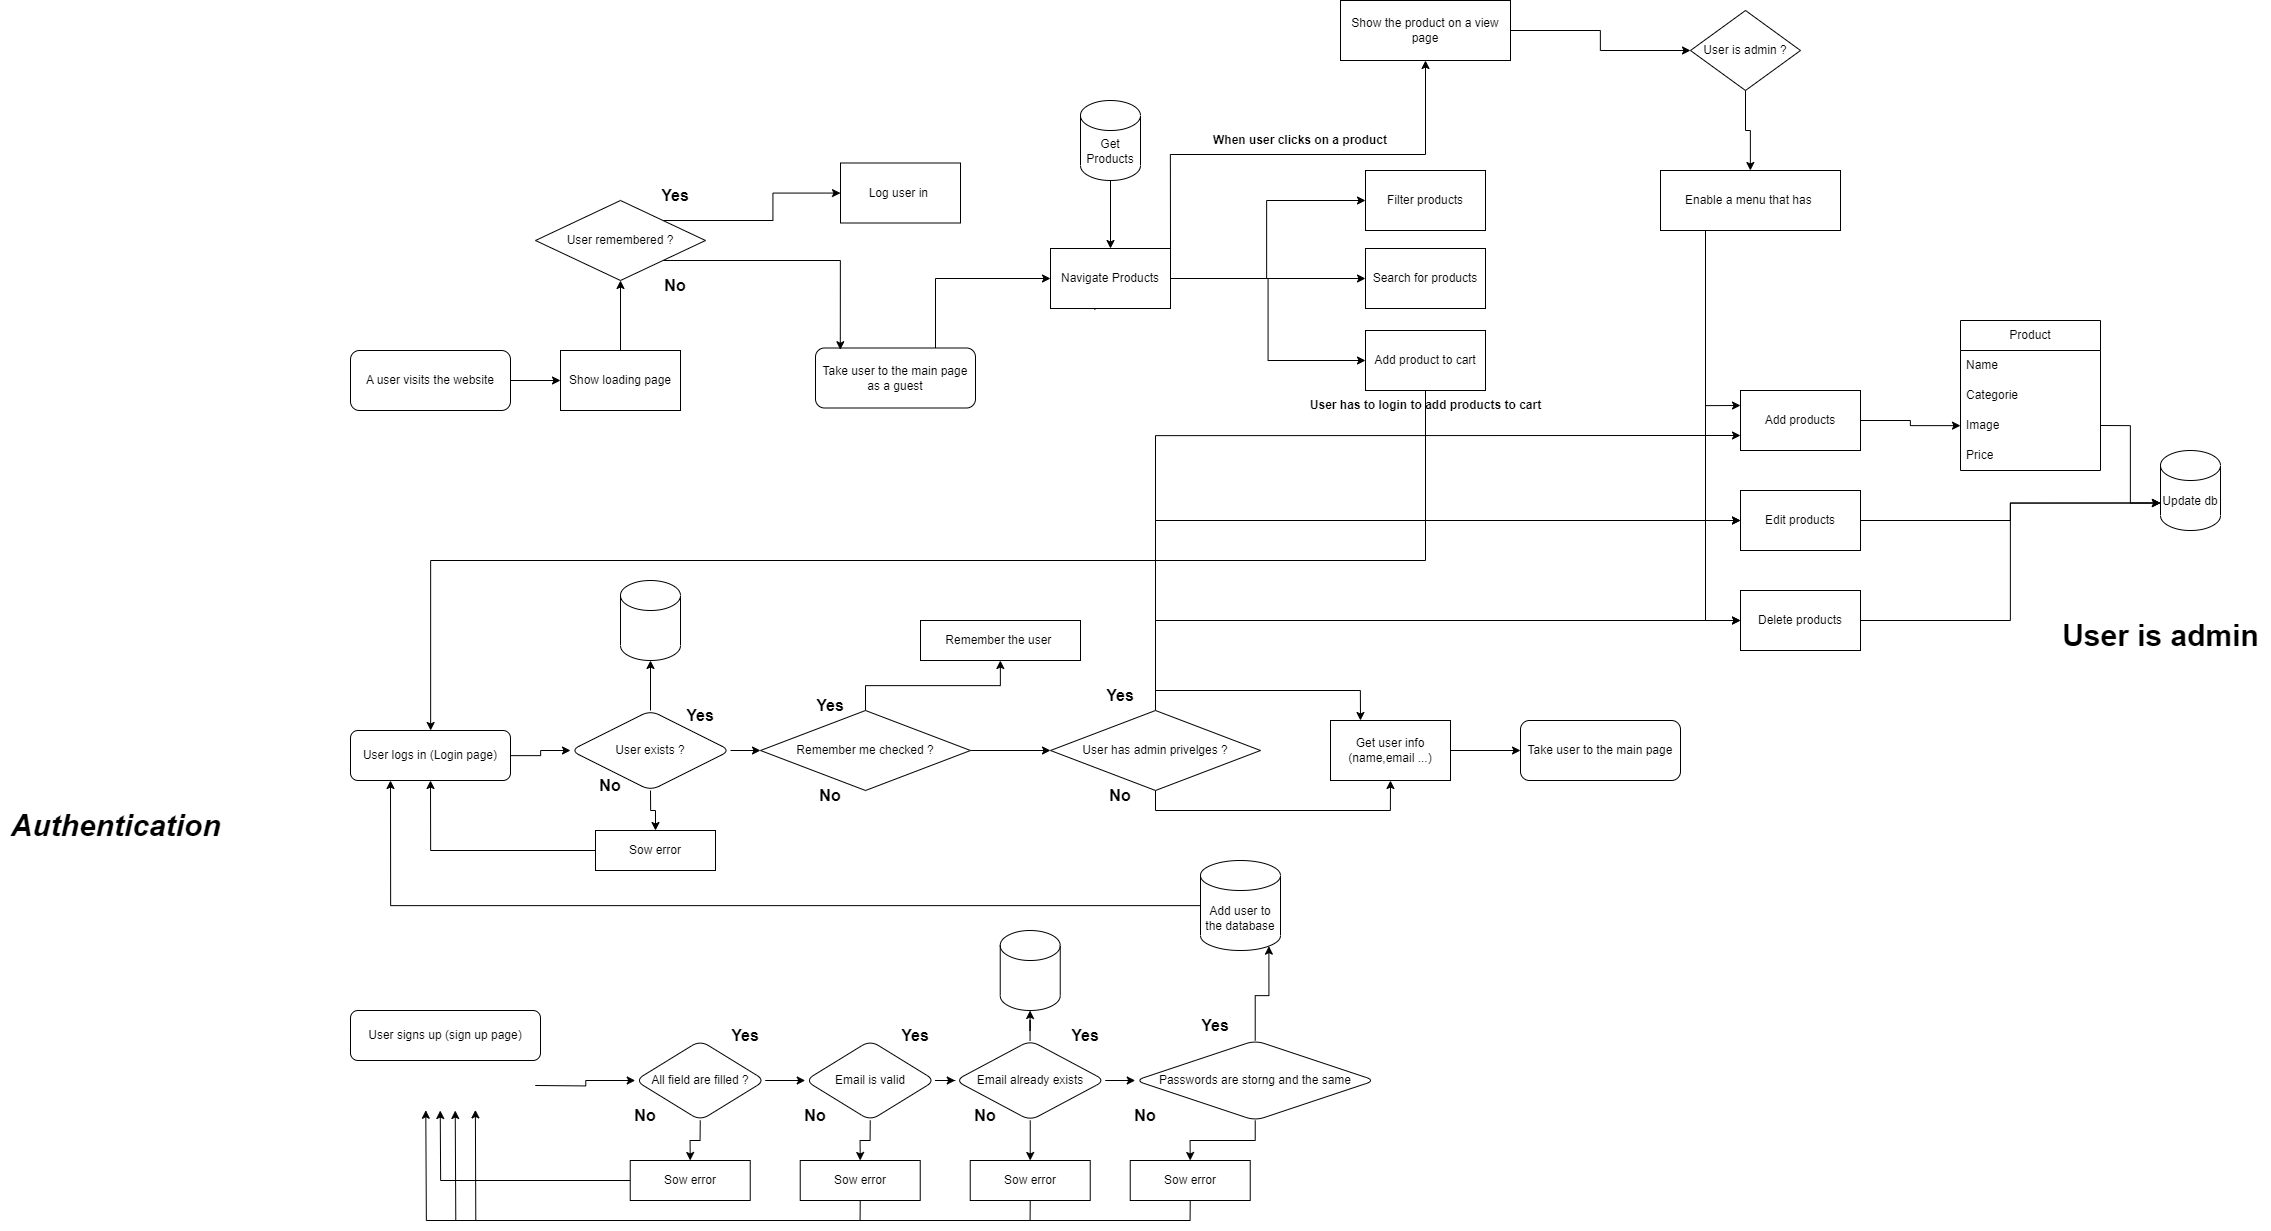 Show the product on a view
page
User is admin ?
When user clicks on a product
Get
Products
Log user in
Yes
Filter products
Enable a menu that has
User remembered ?
Navigate Products
Search for products
No
Product
Add product to cart
Name
A user visits the website
Show loading page
Take user to the main page
as a guest
User has to login to add products to cart
Categorie
Add products
Image
Price
Update db
Edit products
Delete products
User is admin
Remember the user
Yes
Yes
Yes
User logs in (Login page)
User exists ?
Remember me checked ?
User has admin privelges ?
Get user info
(name,email ...)
Take user to the main page
No
No
No
Authentication
Sow error
Add user to
the database
User signs up (sign up page)
Yes
Yes
Yes
Yes
All field are filled ?
Email is valid
Email already exists
Passwords are storng and the same
No
No
No
No
Sow error
Sow error
Sow error
Sow error